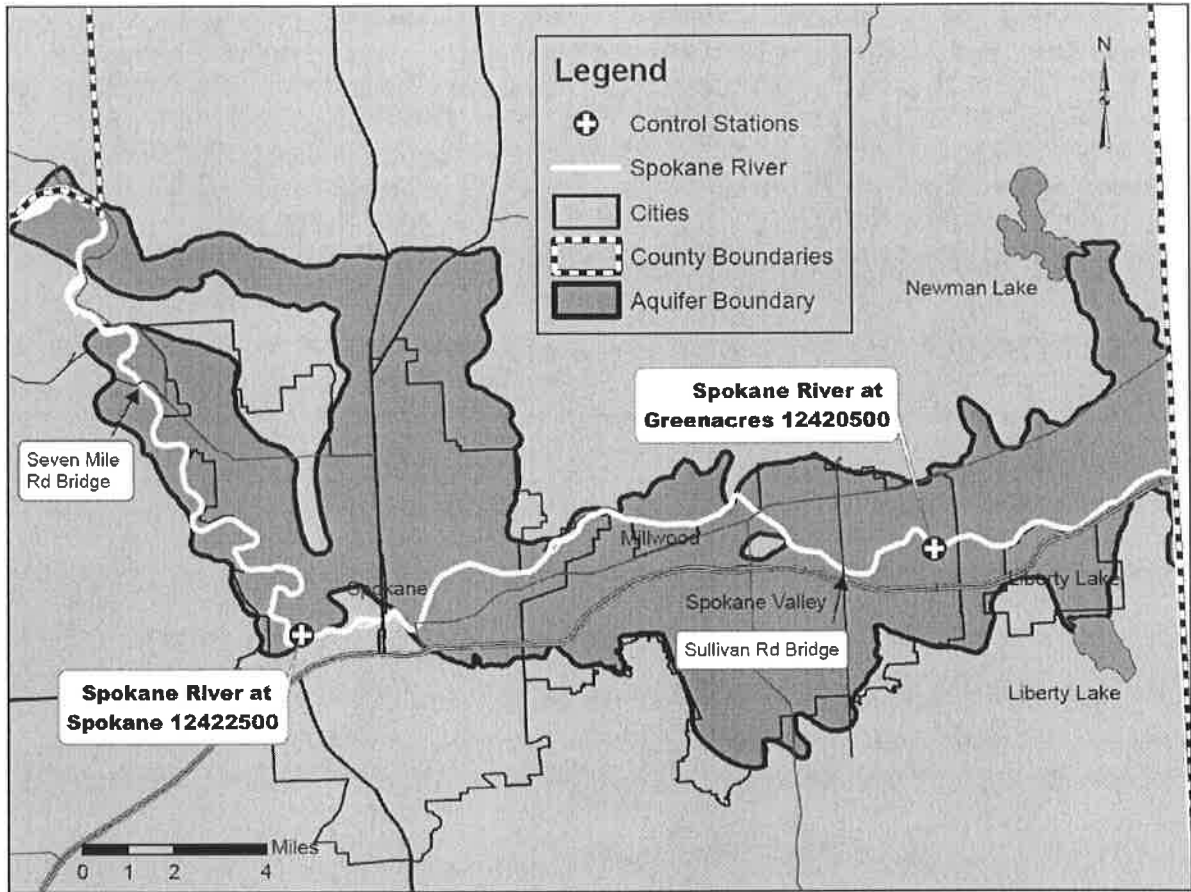 Legend
Control Stations
Spokane River
Cities
County Boundaries
Aquifer Boundary
N
Newman Lake
Spokane River at
Greenacres 12420500
Seven Mile
Rd Bridge
Millwood
Spokane
Spokane Valley
Liberty Lake
Sullivan Rd Bridge
Liberty Lake
Spokane River at
Spokane 12422500
Miles
0 2 4